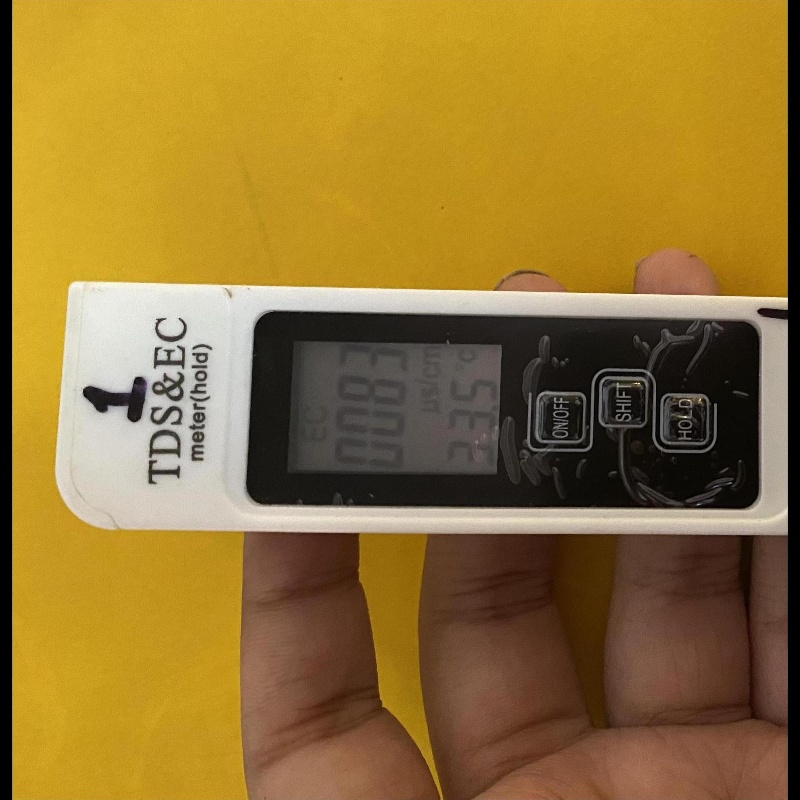 1
TDS&EC
meter(hold)
EC
0083
µs/cm
23.5 °C
ON/OFF
SHIFT
HOLD